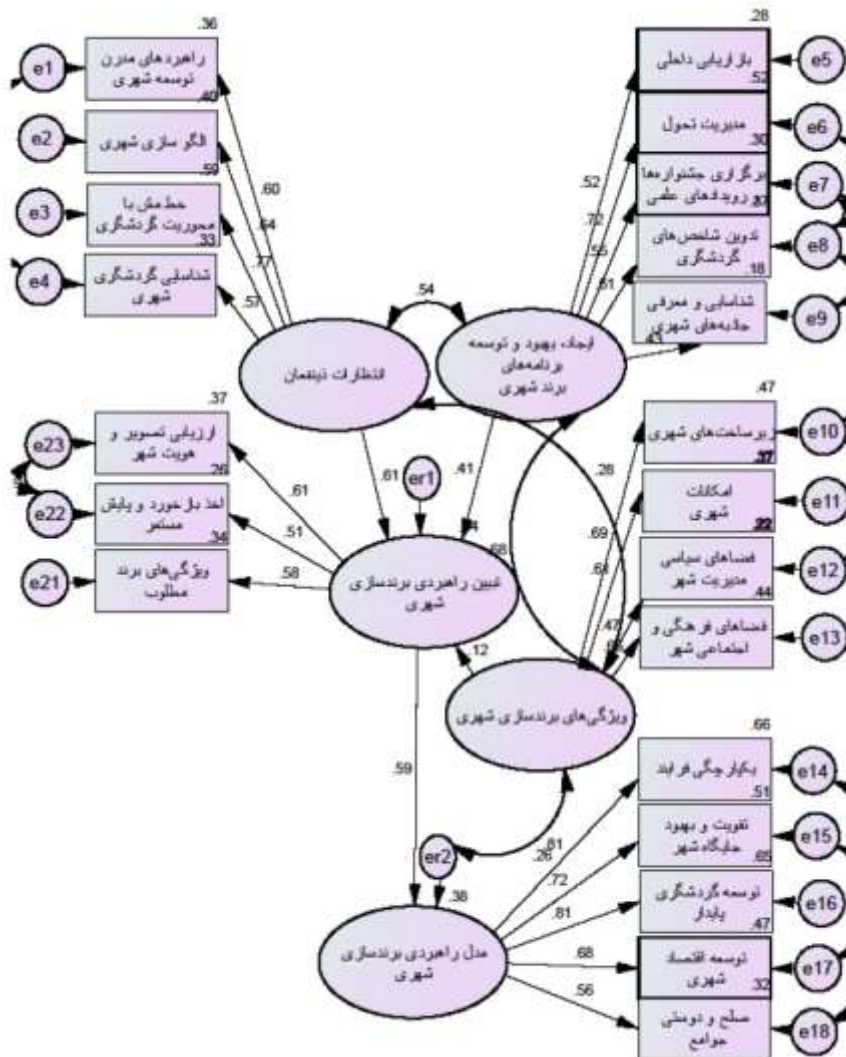 .36
e1
راهبردهای مدرن
توسعه شهری
.40
e2
الگو سازی شهری
.59
e3
خط مش با
محوریت گردشگری
.33
e4
شناسایی گردشگری
شهری
.60
.64
.77
.57
.28
بازاریابی داخلی
e5
.52
مدیریت تحول
e6
.30
برگزاری جشنواره‌ها
و رویدادهای علمی
e7
تدوین شاخص‌های
گردشگری
e8
.18
شناسایی و معرفی
جاذبه‌های شهری
e9
.52
.72
.55
.61
.43
.54
انتظارات ذینفعان
ایجاد، بهبود و توسعه
برنامه‌های
برند شهری
.37
e23
ارزیابی تصویر و
هویت شهر
.26
e22
اخذ بازخورد و پایش
مستمر
.34
e21
ویژگی‌های برند
مطلوب
.61
.51
.58
.61
er1
.41
.28
.68
.47
زیرساخت‌های شهری
e10
.37
امکانات
شهری
e11
.22
فضاهای سیاسی
مدیریت شهر
e12
.44
فضاهای فرهنگی و
اجتماعی شهر
e13
.69
.61
.47
تبیین راهبردی برندسازی
شهری
.12
ویژگی‌های برندسازی شهری
.59
er2
.26
.38
مدل راهبردی برندسازی
شهری
.66
یکپارچگی فرایند
e14
.51
تقویت و بهبود
جایگاه شهر
e15
.65
توسعه گردشگری
پایدار
e16
.47
توسعه اقتصاد
شهری
e17
.32
صلح و دوستی
جوامع
e18
.81
.72
.81
.68
.56